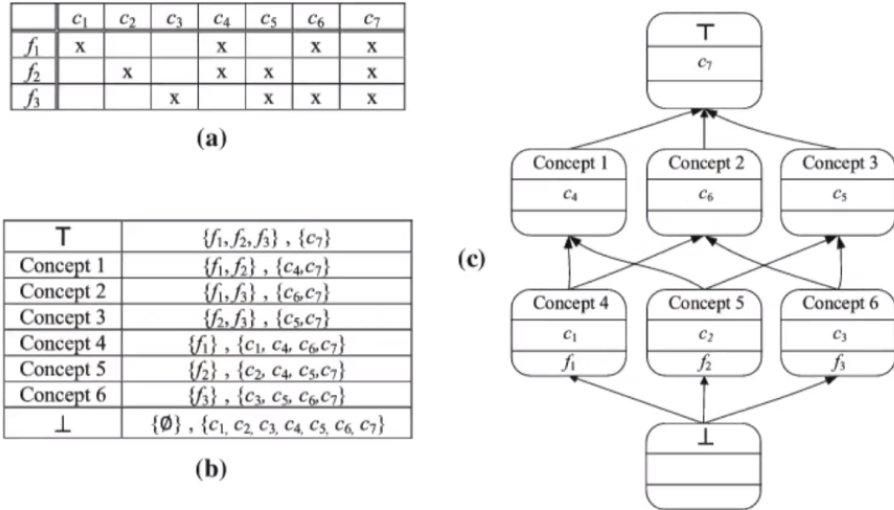 c₁ c₂ c₃ c₄ c₅ c₆ c₇
f₁ x x x x
f₂ x x x x
f₃ x x x x
(a)
⊤ {f₁, f₂, f₃} , {c₇}
Concept 1 {f₁, f₂} , {c₄,c₇}
Concept 2 {f₁, f₃} , {c₆,c₇}
Concept 3 {f₂, f₃} , {c₅,c₇}
Concept 4 {f₁} , {c₁, c₄, c₆,c₇}
Concept 5 {f₂} , {c₂, c₄, c₅,c₇}
Concept 6 {f₃} , {c₃, c₅, c₆,c₇}
⊥ {Ø} , {c₁, c₂, c₃, c₄, c₅, c₆, c₇}
(b)
⊤
c₇
Concept 1 Concept 2 Concept 3
c₄ c₆ c₅
(c)
Concept 4 Concept 5 Concept 6
c₁ c₂ c₃
f₁ f₂ f₃
⊥